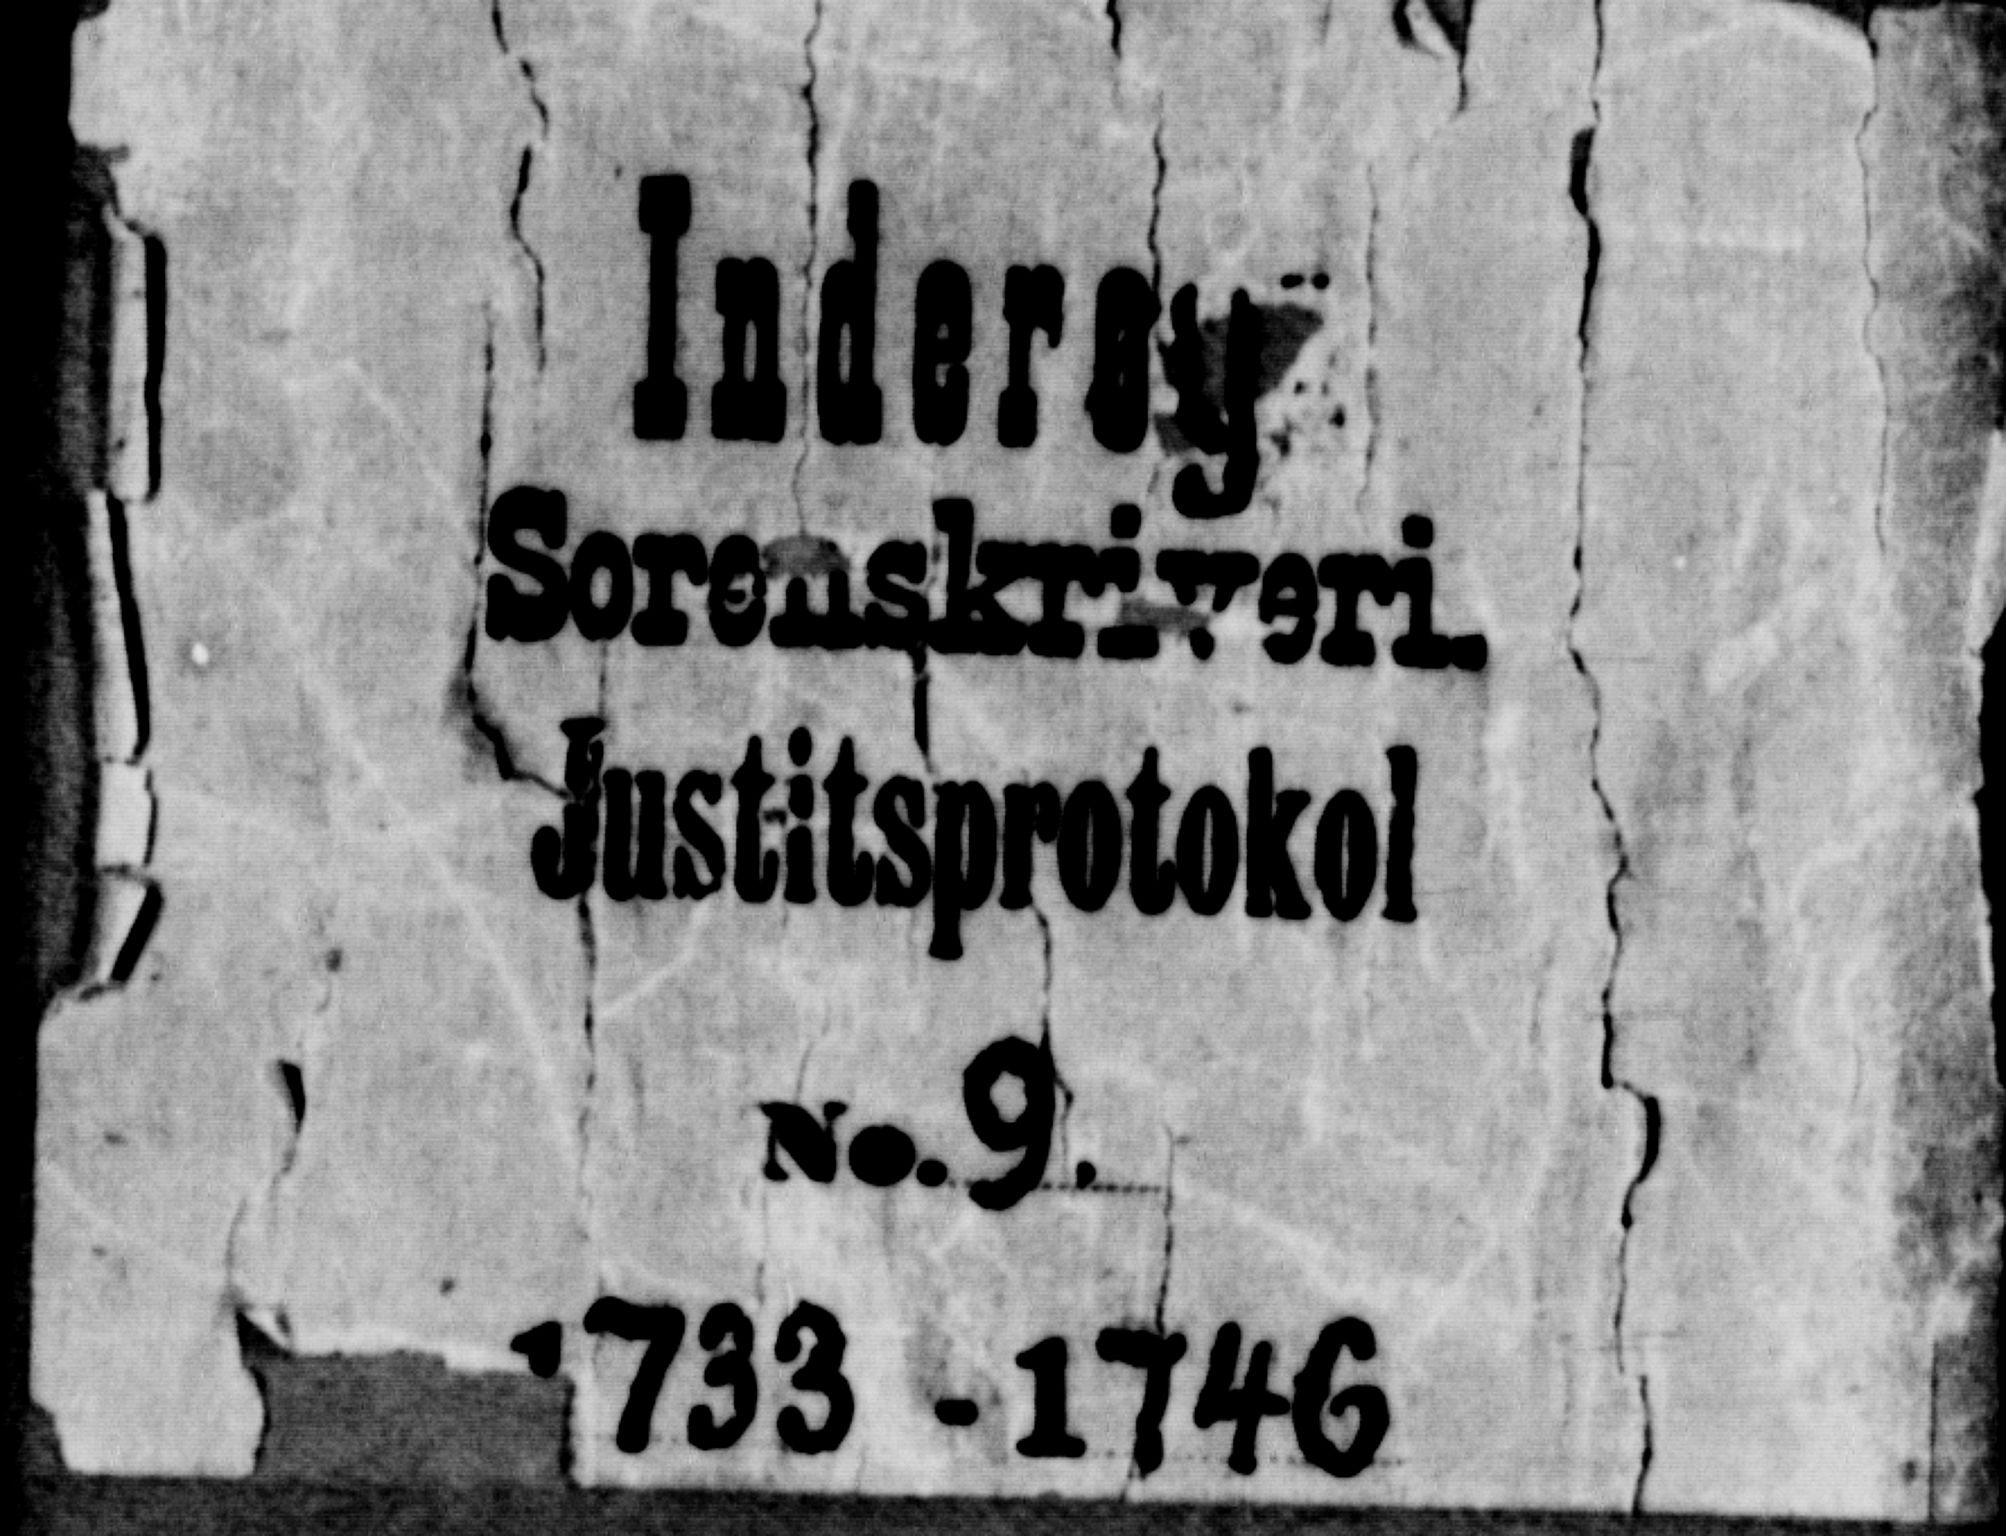 Inderøy
Sorenskriveri.
Justitsprotokol
No. 9.
1733 - 1746